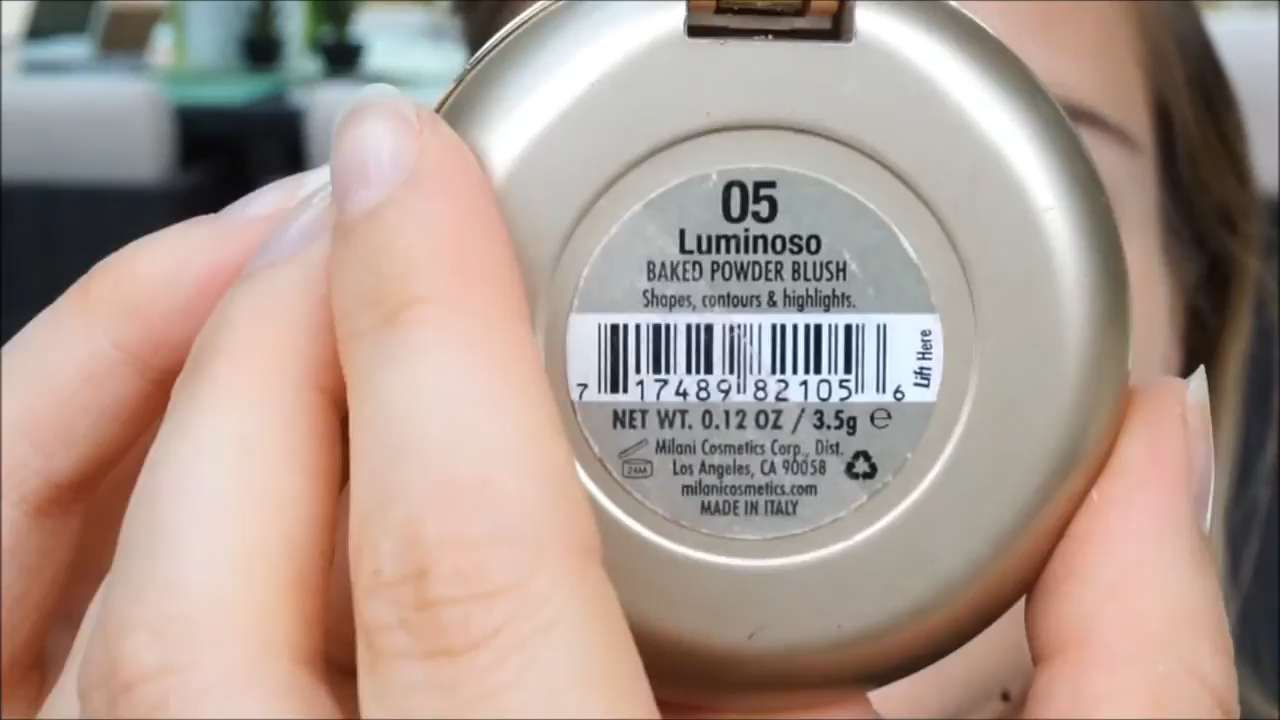 05
Luminoso
BAKED POWDER BLUSH
Shapes, contours & highlights.
Lift Here
7 17489 82105 6
NET WT. 0.12 OZ / 3.5g ℮
Milani Cosmetics Corp., Dist.
24M
Los Angeles, CA 90058
milanicosmetics.com
MADE IN ITALY